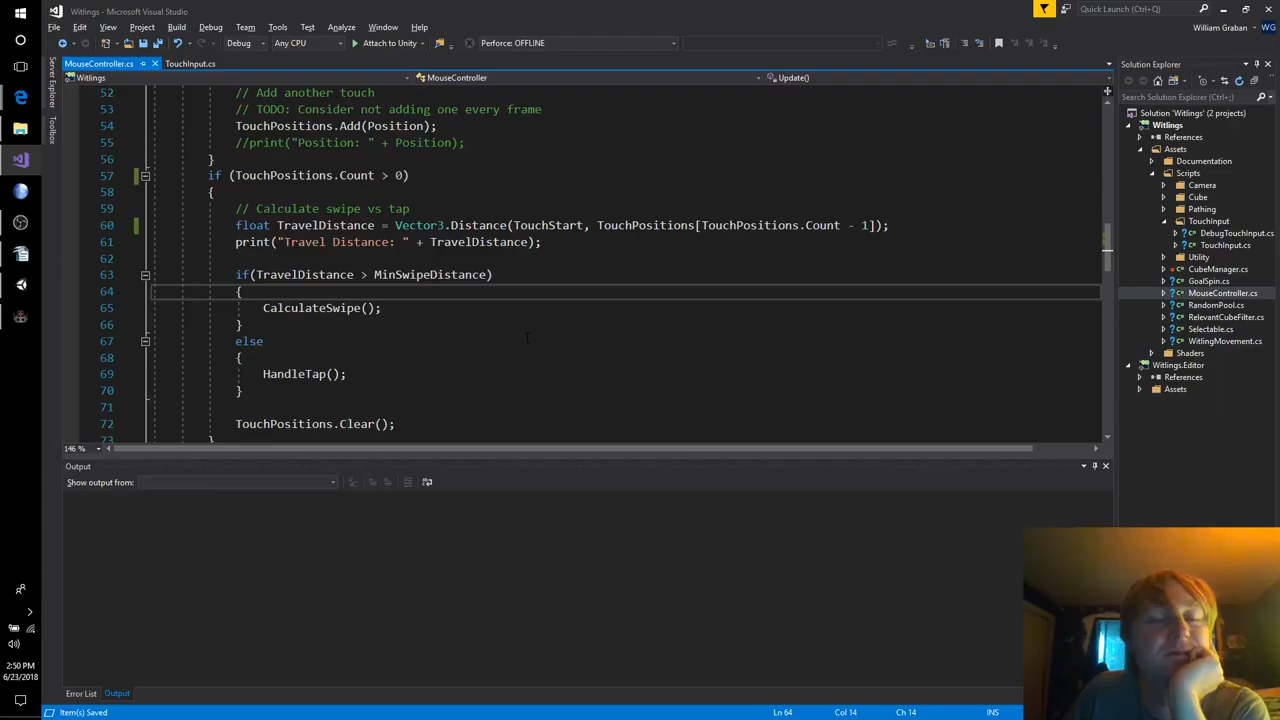 Witlings - Microsoft Visual Studio
Quick Launch (Ctrl+Q)
File Edit View Project Build Debug Team Tools Test Analyze Window Help
William Graban WG
Debug Any CPU Attach to Unity Perforce: OFFLINE
MouseController.cs TouchInput.cs
Witlings MouseController Update()
Server Explorer
Toolbox
52 // Add another touch
53 // TODO: Consider not adding one every frame
54 TouchPositions.Add(Position);
55 //print("Position: " + Position);
56 }
57 if (TouchPositions.Count > 0)
58 {
59 // Calculate swipe vs tap
60 float TravelDistance = Vector3.Distance(TouchStart, TouchPositions[TouchPositions.Count - 1]);
61 print("Travel Distance: " + TravelDistance);
62
63 if(TravelDistance > MinSwipeDistance)
64 {
65 CalculateSwipe();
66 }
67 else
68 {
69 HandleTap();
70 }
71
72 TouchPositions.Clear();
73 }
146 %
Output
Show output from:
Error List Output
Item(s) Saved Ln 64 Col 14 Ch 14 INS
Solution Explorer
Search Solution Explorer (Ctrl+;)
Solution 'Witlings' (2 projects)
Witlings
References
Assets
Documentation
Scripts
Camera
Cube
Pathing
TouchInput
DebugTouchInput.cs
TouchInput.cs
Utility
CubeManager.cs
GoalSpin.cs
MouseController.cs
RandomPool.cs
RelevantCubeFilter.cs
Selectable.cs
WitlingMovement.cs
Shaders
Witlings.Editor
References
Assets
2:50 PM
6/23/2018